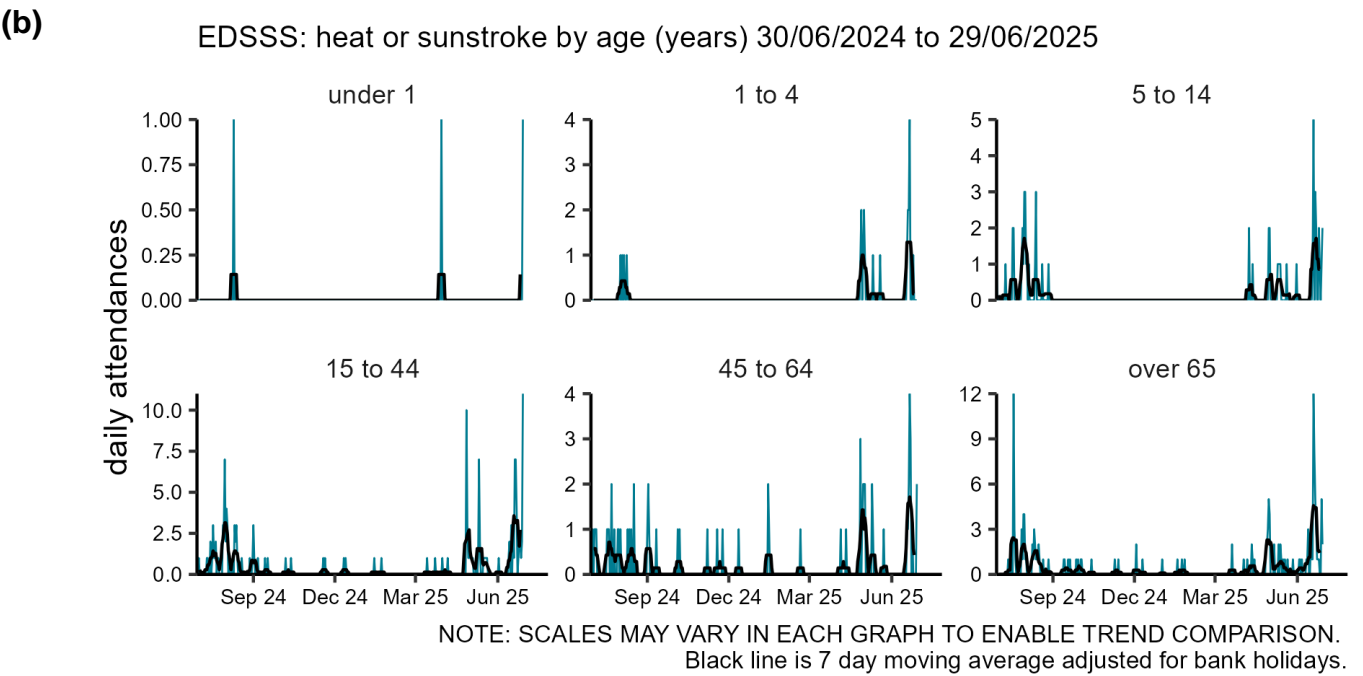 (b)
EDSSS: heat or sunstroke by age (years) 30/06/2024 to 29/06/2025
daily attendances
under 1
1.00
0.75
0.50
0.25
0.00
1 to 4
4
3
2
1
0
5 to 14
5
4
3
2
1
0
15 to 44
10.0
7.5
5.0
2.5
0.0
Sep 24 Dec 24 Mar 25 Jun 25
45 to 64
4
3
2
1
0
Sep 24 Dec 24 Mar 25 Jun 25
over 65
12
9
6
3
0
Sep 24 Dec 24 Mar 25 Jun 25
NOTE: SCALES MAY VARY IN EACH GRAPH TO ENABLE TREND COMPARISON.
Black line is 7 day moving average adjusted for bank holidays.